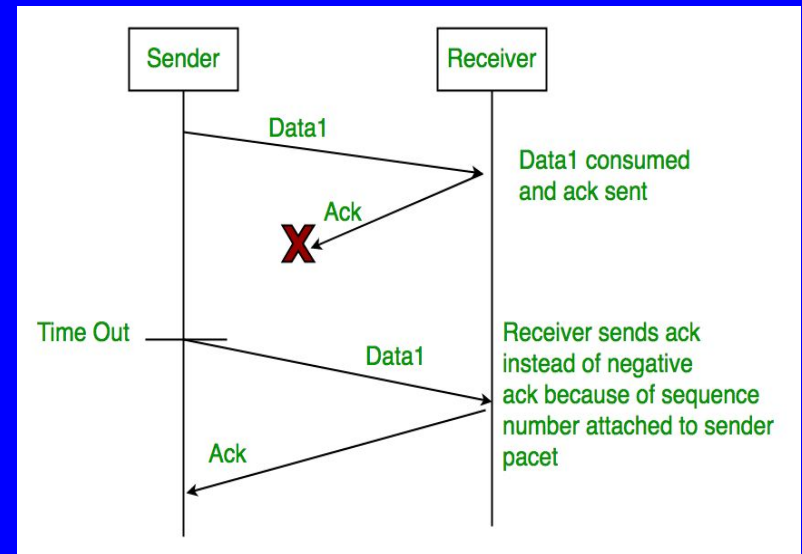 Sender
Receiver
Data1
Data1 consumed
and ack sent
Ack
X
Time Out
Data1
Receiver sends ack
instead of negative
ack because of sequence
number attached to sender
pacet
Ack